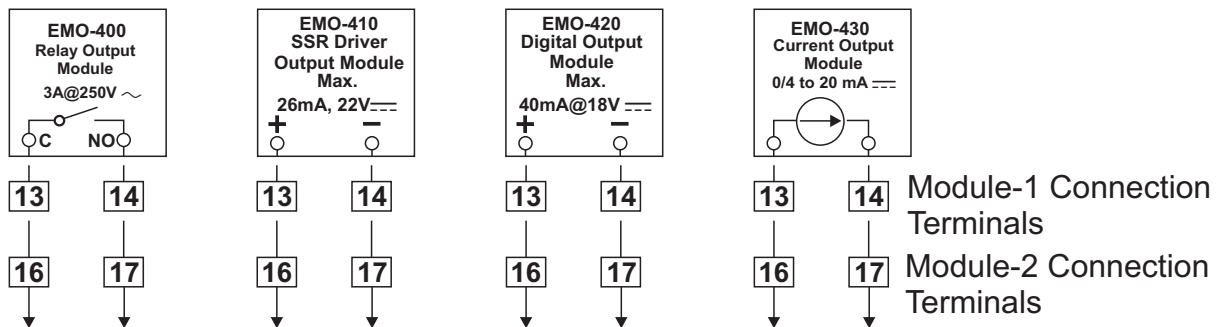 EMO-400
Relay Output
Module
3A@250V
C NO
13 14
16 17
EMO-410
SSR Driver
Output Module
Max.
26mA, 22V
+ −
13 14
16 17
EMO-420
Digital Output
Module
Max.
40mA@18V
+ −
13 14
16 17
EMO-430
Current Output
Module
0/4 to 20 mA
13 14
16 17
Module-1 Connection
Terminals
Module-2 Connection
Terminals